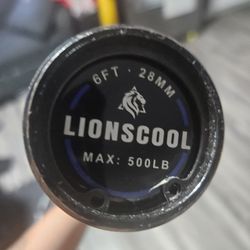 6FT · 28MM
LIONSCOOL
MAX: 500LB